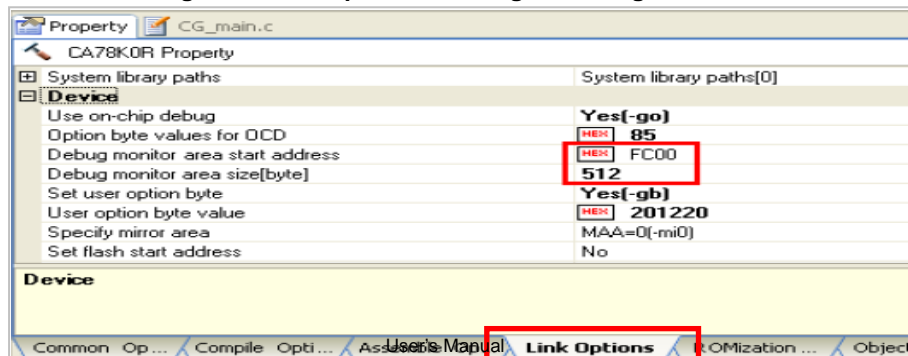 Property CG_main.c
CA78K0R Property
System library paths System library paths[0]
Device
Use on-chip debug Yes(-go)
Option byte values for OCD HEX 85
Debug monitor area start address HEX FC00
Debug monitor area size[byte] 512
Set user option byte Yes(-gb)
User option byte value HEX 201220
Specify mirror area MAA=0(-mi0)
Set flash start address No
Device
Common Op... Compile Opti... User's Manual Link Options ROMization ... Object